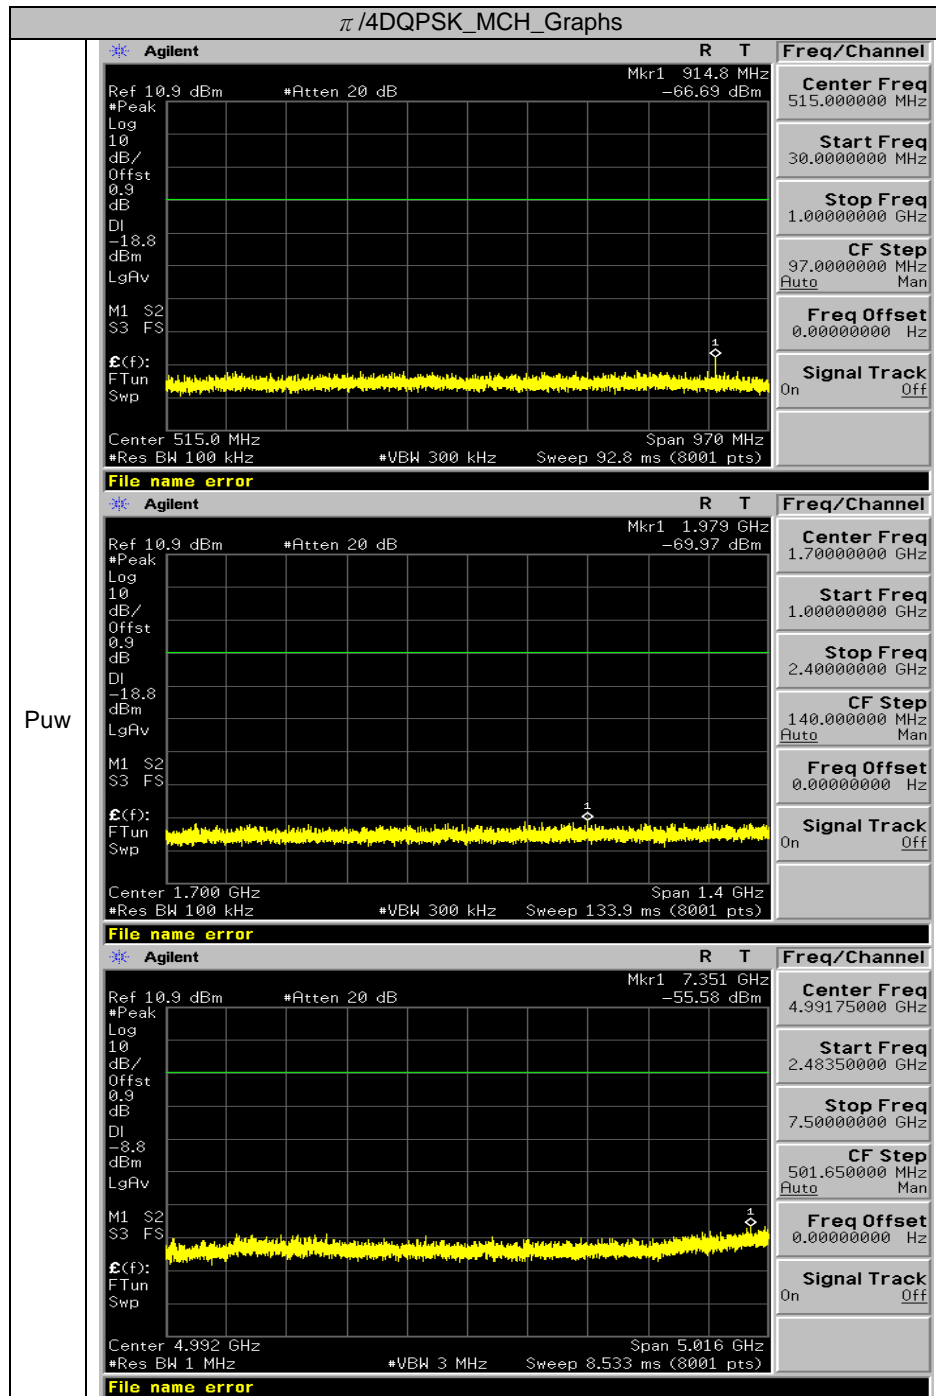 π/4DQPSK_MCH_Graphs
Puw
Agilent R T Freq/Channel
Mkr1 914.8 MHz
Ref 10.9 dBm #Atten 20 dB -66.69 dBm
#Peak
Log
10
dB/
Offst
0.9
dB
DI
-18.8
dBm
LgAv
M1 S2
S3 FS
£(f):
FTun
Swp
1
Center 515.0 MHz Span 970 MHz
#Res BW 100 kHz #VBW 300 kHz Sweep 92.8 ms (8001 pts)
File name error
Center Freq
515.000000 MHz
Start Freq
30.0000000 MHz
Stop Freq
1.00000000 GHz
CF Step
97.0000000 MHz
Auto Man
Freq Offset
0.00000000 Hz
Signal Track
On Off
Agilent R T Freq/Channel
Mkr1 1.979 GHz
Ref 10.9 dBm #Atten 20 dB -69.97 dBm
#Peak
Log
10
dB/
Offst
0.9
dB
DI
-18.8
dBm
LgAv
M1 S2
S3 FS
£(f):
FTun
Swp
1
Center 1.700 GHz Span 1.4 GHz
#Res BW 100 kHz #VBW 300 kHz Sweep 133.9 ms (8001 pts)
File name error
Center Freq
1.70000000 GHz
Start Freq
1.00000000 GHz
Stop Freq
2.40000000 GHz
CF Step
140.000000 MHz
Auto Man
Freq Offset
0.00000000 Hz
Signal Track
On Off
Agilent R T Freq/Channel
Mkr1 7.351 GHz
Ref 10.9 dBm #Atten 20 dB -55.58 dBm
#Peak
Log
10
dB/
Offst
0.9
dB
DI
-8.8
dBm
LgAv
M1 S2
S3 FS
£(f):
FTun
Swp
1
Center 4.992 GHz Span 5.016 GHz
#Res BW 1 MHz #VBW 3 MHz Sweep 8.533 ms (8001 pts)
File name error
Center Freq
4.99175000 GHz
Start Freq
2.48350000 GHz
Stop Freq
7.50000000 GHz
CF Step
501.650000 MHz
Auto Man
Freq Offset
0.00000000 Hz
Signal Track
On Off